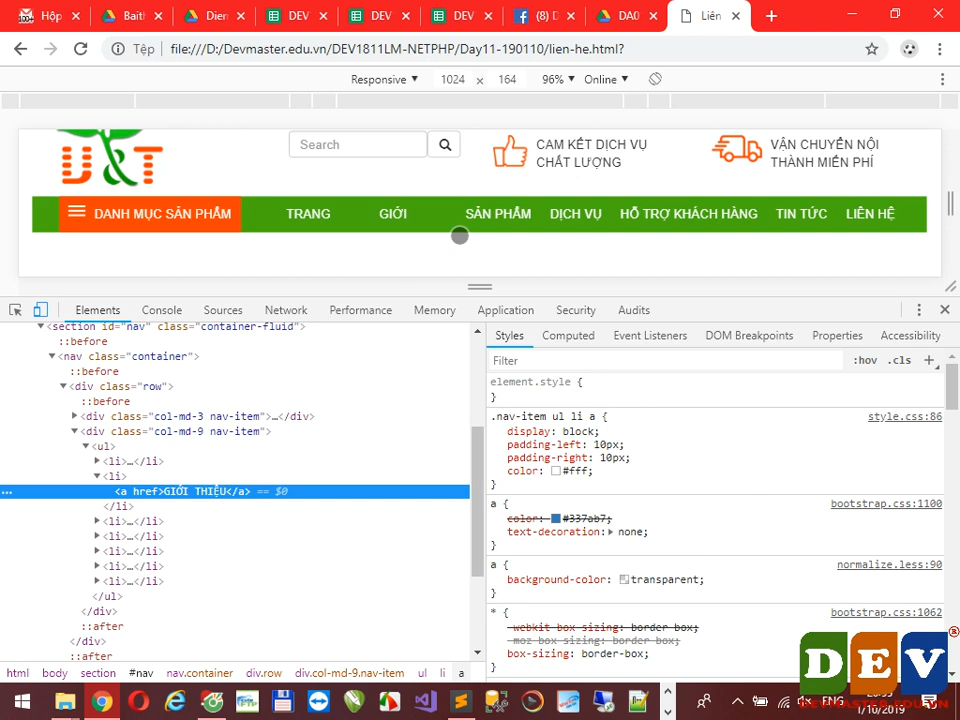 Hộp
Bàitł
Dien
DEV
DEV
DEV
(8) D
DA0
Liên
Tệp
file:///D:/Devmaster.edu.vn/DEV1811LM-NETPHP/Day11-190110/lien-he.html?
Responsive ▼ 1024 x 164 96% ▼ Online ▼
U&T
Search
CAM KẾT DỊCH VỤ
CHẤT LƯỢNG
VẬN CHUYỂN NỘI
THÀNH MIỄN PHÍ
DANH MỤC SẢN PHẨM TRANG GIỚI SẢN PHẨM DỊCH VỤ HỖ TRỢ KHÁCH HÀNG TIN TỨC LIÊN HỆ
Elements Console Sources Network Performance Memory Application Security Audits
<section id="nav" class="container-fluid">
::before
<nav class="container">
::before
<div class="row">
::before
<div class="col-md-3 nav-item">…</div>
<div class="col-md-9 nav-item">
<ul>
<li>…</li>
<li>
<a href>GIỚI THIỆU</a> == $0
</li>
<li>…</li>
<li>…</li>
<li>…</li>
<li>…</li>
<li>…</li>
</ul>
</div>
::after
</div>
::after
html body section #nav nav.container div.row div.col-md-9.nav-item ul li a
Styles Computed Event Listeners DOM Breakpoints Properties Accessibility
Filter :hov .cls +
element.style {
}
.nav-item ul li a { style.css:86
display: block;
padding-left: 10px;
padding-right: 10px;
color: #fff;
}
a { bootstrap.css:1100
color: #337ab7;
text-decoration: none;
}
a { normalize.less:90
background-color: transparent;
}
* { bootstrap.css:1062
-webkit-box-sizing: border-box;
-moz-box-sizing: border-box;
box-sizing: border-box;
}
DEV®
DEVMASTER.EDU.VN
ENG
1/10/2019